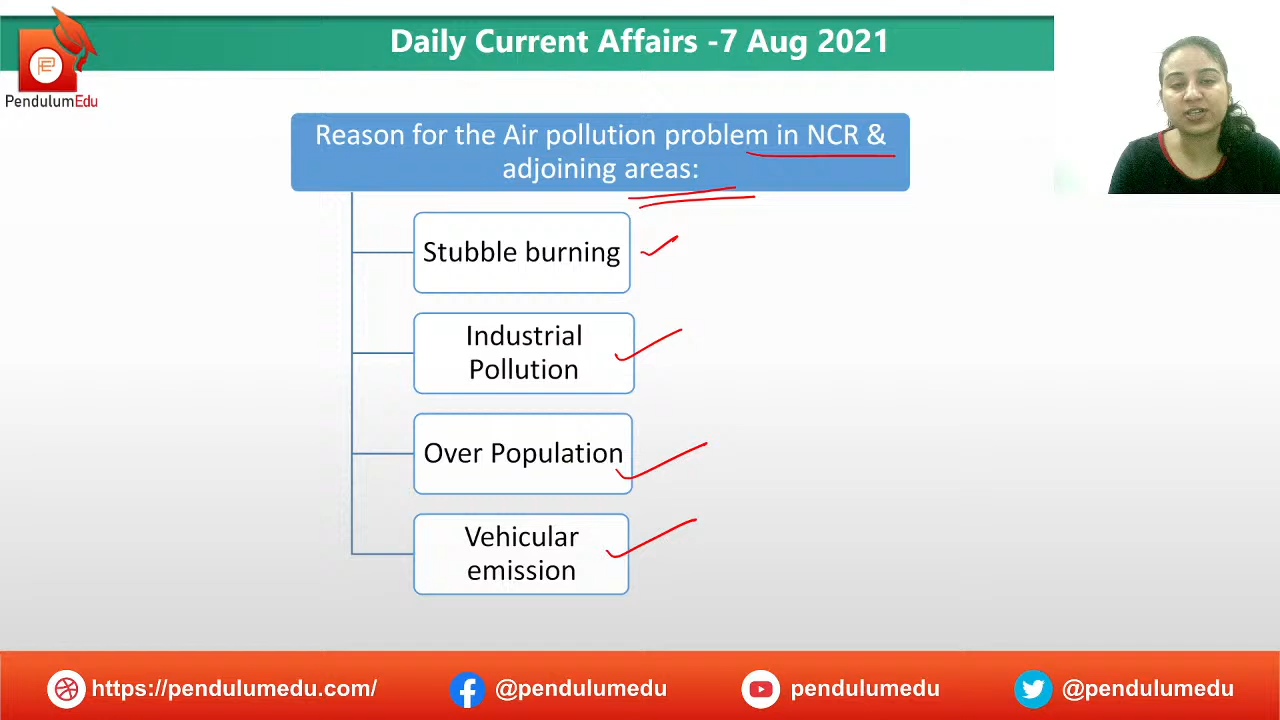 Daily Current Affairs -7 Aug 2021
PE
PendulumEdu
Reason for the Air pollution problem in NCR &
adjoining areas:
Stubble burning
Industrial
Pollution
Over Population
Vehicular
emission
https://pendulumedu.com/
@pendulumedu
pendulumedu
@pendulumedu